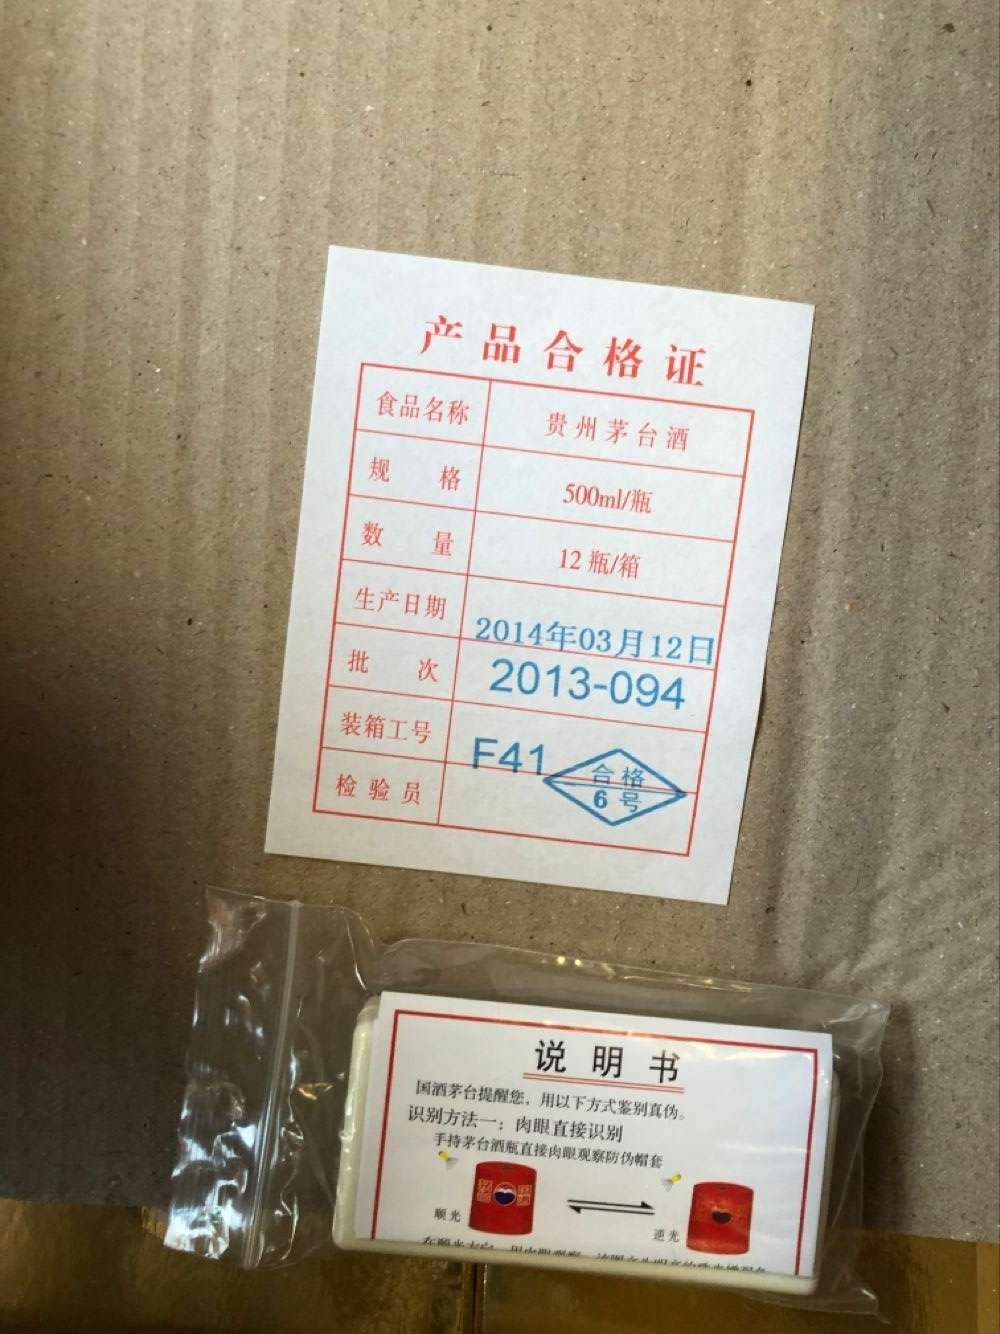 产品合格证
食品名称 贵州茅台酒
规格 500ml/瓶
数量 12瓶/箱
生产日期 2014年03月12日
批次 2013-094
装箱工号 F41
检验员 合格
6号
说明书
国酒茅台提醒您，用以下方式鉴别真伪。
识别方法一：肉眼直接识别
手持茅台酒瓶直接肉眼观察防伪帽套
顺光
逆光